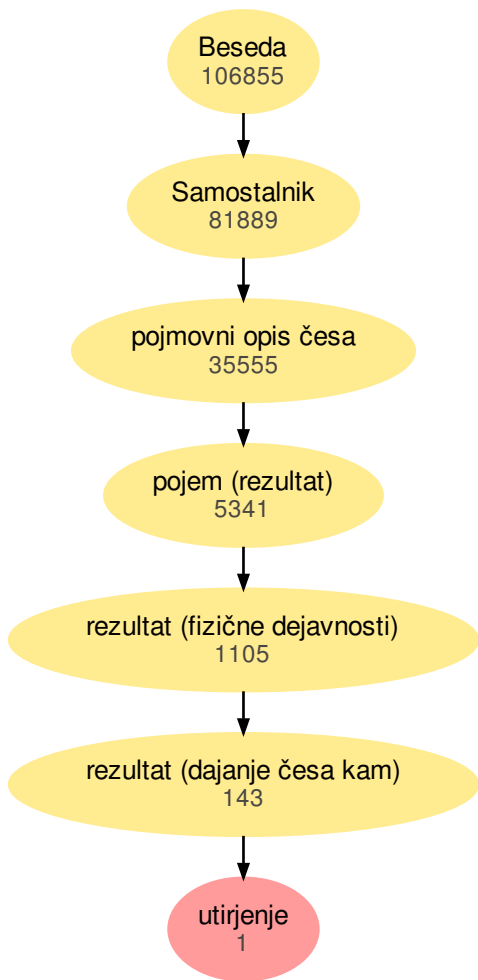 Beseda
106855
Samostalnik
81889
pojmovni opis česa
35555
pojem (rezultat)
5341
rezultat (fizične dejavnosti)
1105
rezultat (dajanje česa kam)
143
utirjenje
1